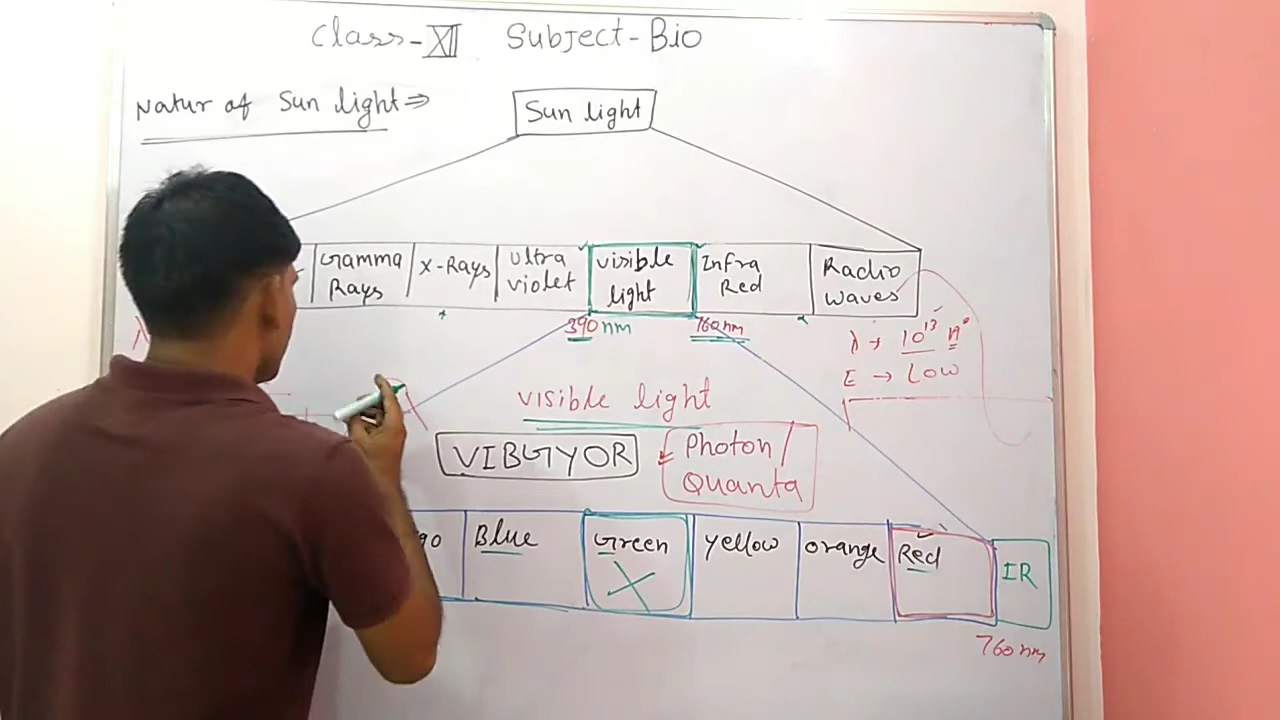 Class-XII Subject-Bio
Natur of Sun light ⇒
Sun light
Gamma Rays
X-Rays
Ultra violet
visible light
Infra Red
Radio waves
390 nm
760 nm
λ → 10¹³ A°
E → Low
λ
visible light
VIBGYOR
Photon/
Quanta
go
Blue
Green
Yellow
orange
Red
IR
760 nm